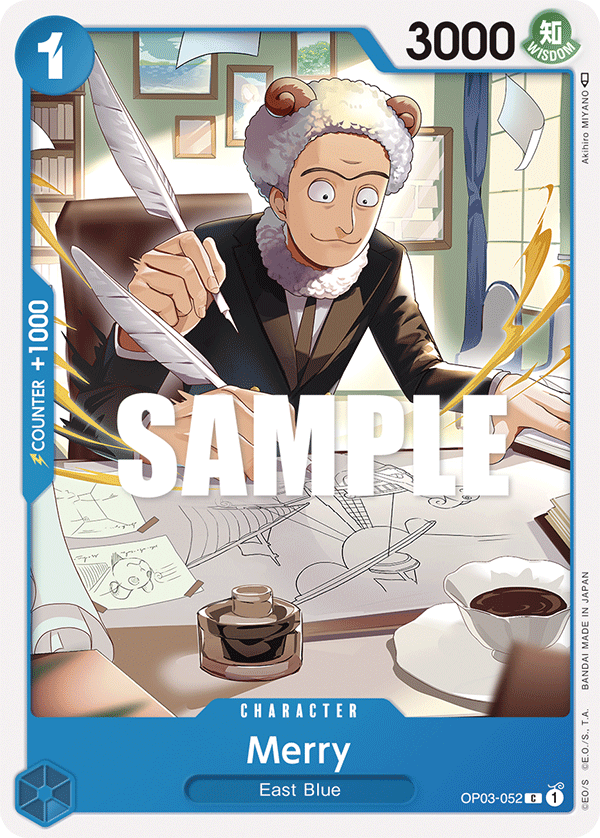 1
3000
知
WISDOM
Akihiro MIYANO
COUNTER +1000
SAMPLE
CHARACTER
Merry
East Blue
OP03-052 C 1
©EO/S ©E.O./S., T.A. BANDAI MADE IN JAPAN